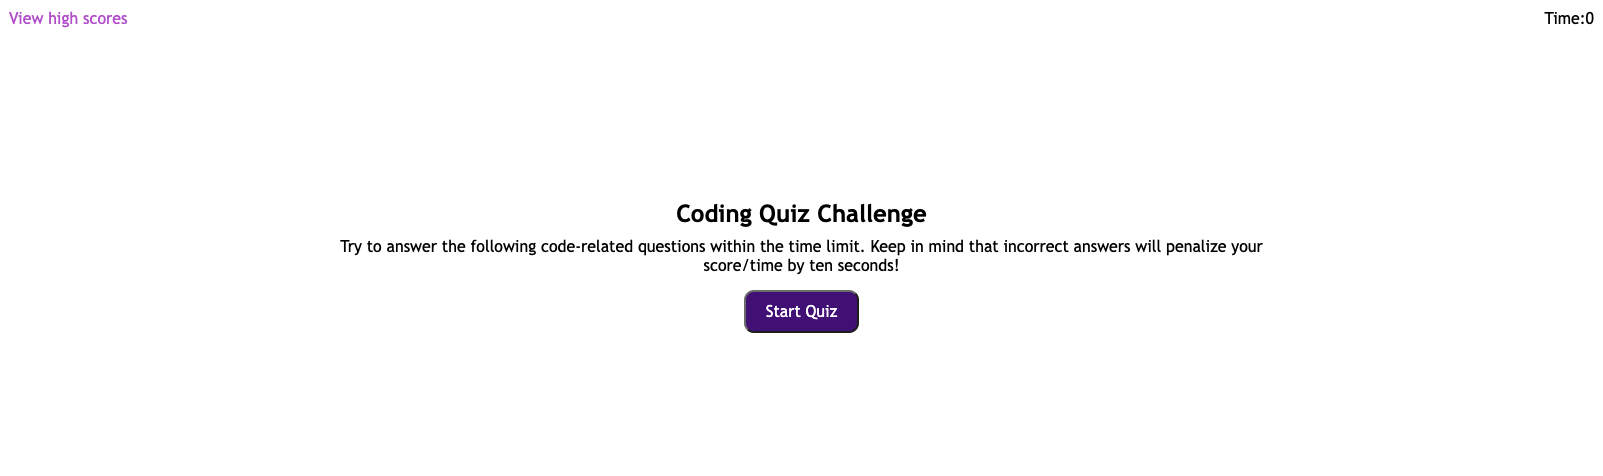 View high scores
Time:0
Coding Quiz Challenge
Try to answer the following code-related questions within the time limit. Keep in mind that incorrect answers will penalize your
score/time by ten seconds!
Start Quiz